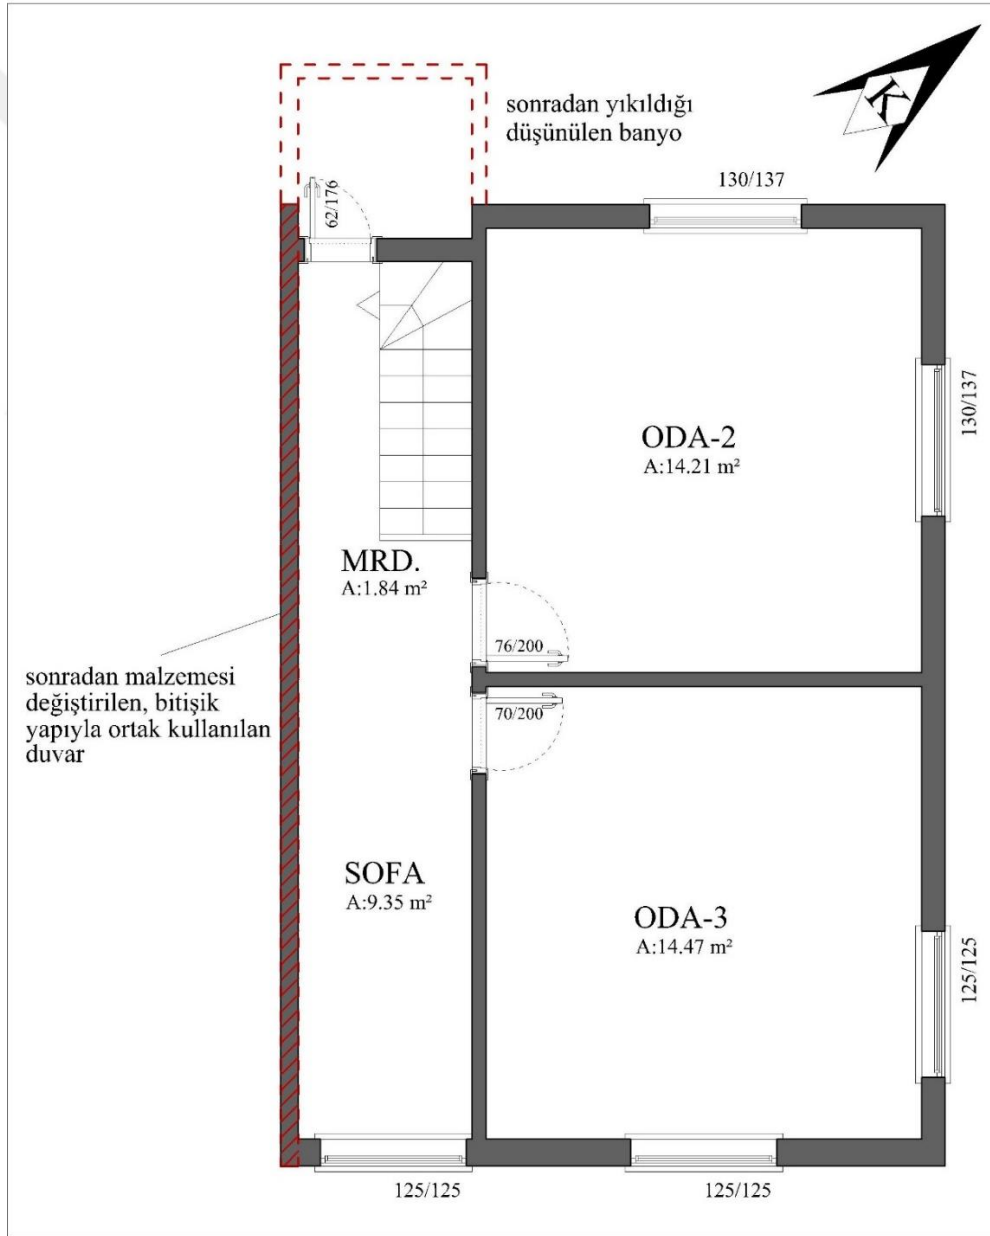 sonradan yıkıldığı
düşünülen banyo
K
130/137
62/176
130/137
ODA-2
A:14.21 m²
MRD.
A:1.84 m²
76/200
sonradan malzemesi
değiştirilen, bitişik
yapıyla ortak kullanılan
duvar
70/200
SOFA
A:9.35 m²
ODA-3
A:14.47 m²
125/125
125/125
125/125